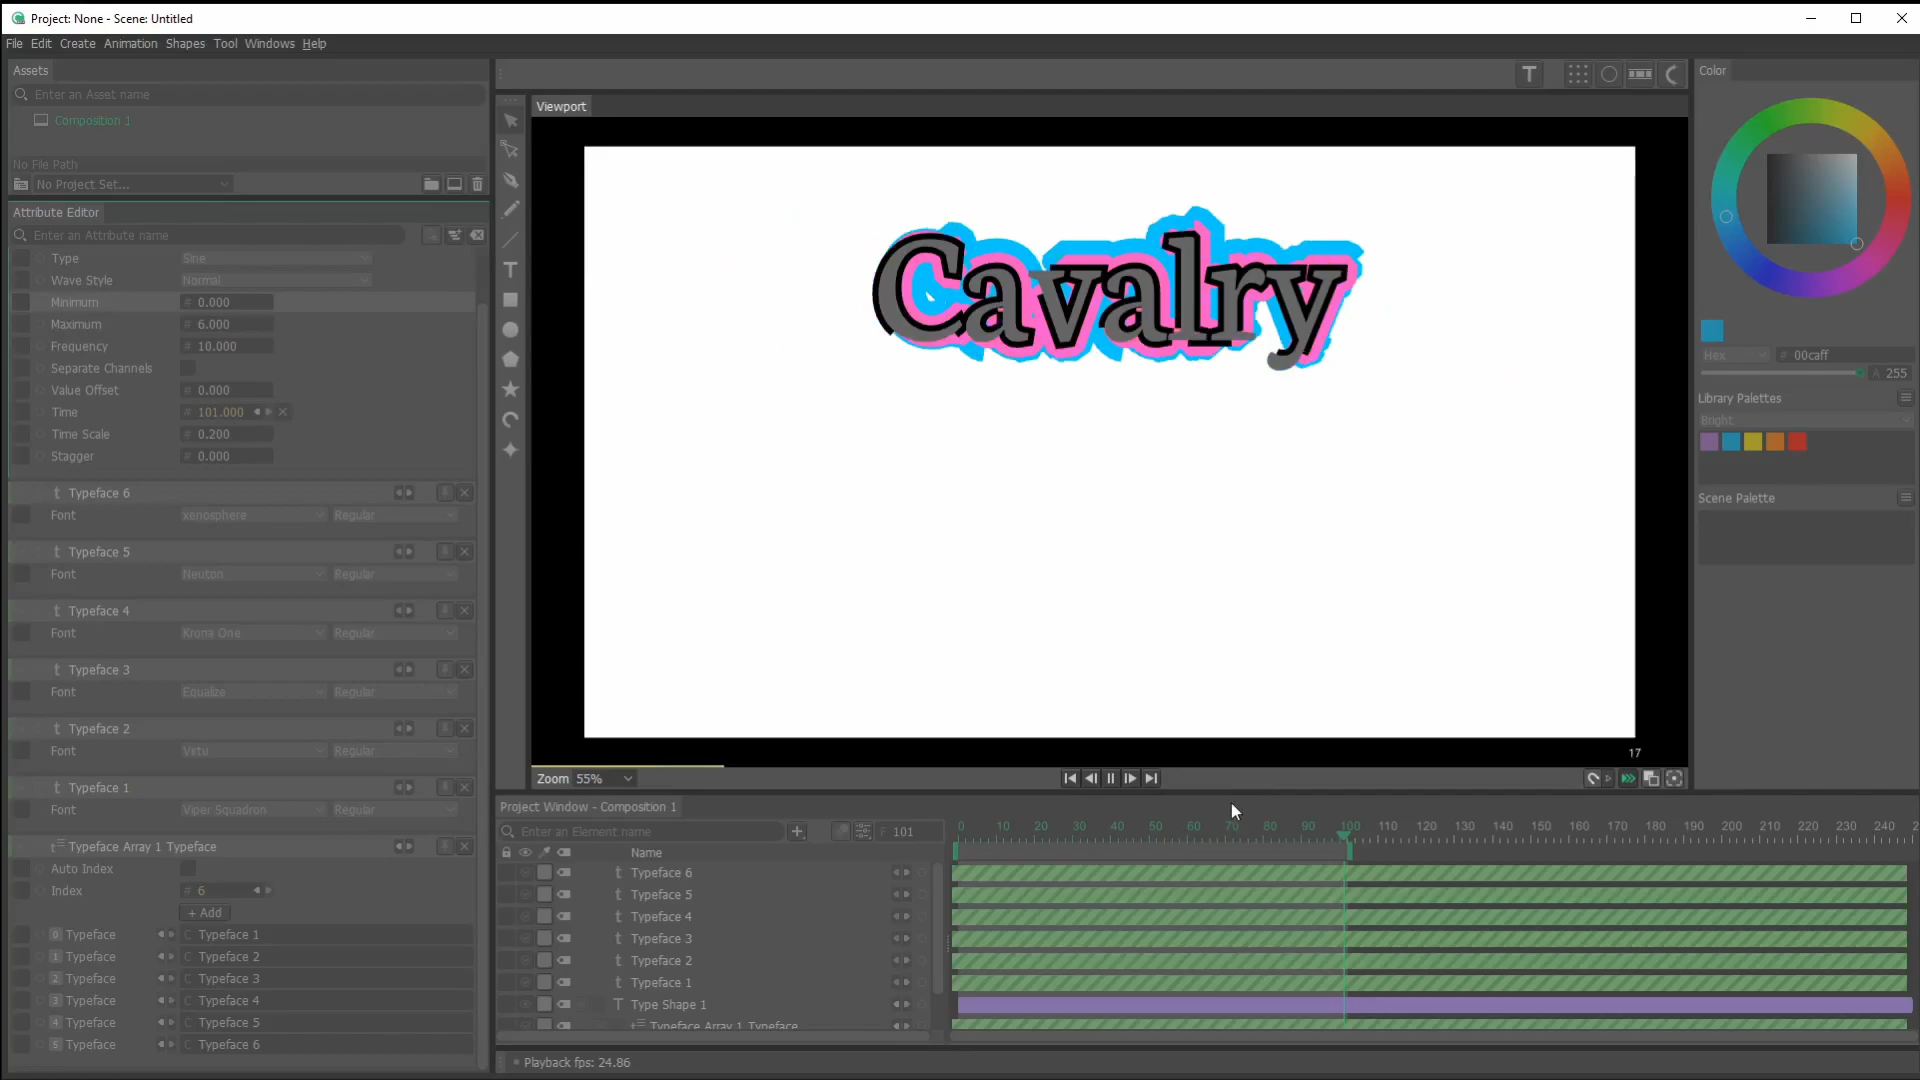 Project: None - Scene: Untitled
File Edit Create Animation Shapes Tool Windows Help
Assets
Enter an Asset name
Composition 1
No File Path
No Project Set...
Attribute Editor
Enter an Attribute name
Type Sine
Wave Style Normal
Minimum # 0.000
Maximum # 6.000
Frequency # 10.000
Separate Channels
Value Offset # 0.000
Time # 101.000
Time Scale # 0.200
Stagger # 0.000
Typeface 6
Font xenosphere Regular
Typeface 5
Font Neuton Regular
Typeface 4
Font Krona One Regular
Typeface 3
Font Equalize Regular
Typeface 2
Font Virtu Regular
Typeface 1
Font Viper Squadron Regular
Typeface Array 1 Typeface
Auto Index
Index # 6
+ Add
0 Typeface C Typeface 1
1 Typeface C Typeface 2
2 Typeface C Typeface 3
3 Typeface C Typeface 4
4 Typeface C Typeface 5
5 Typeface C Typeface 6
Viewport
Cavalry
17
Zoom 55%
Project Window - Composition 1
Enter an Element name
F 101
0 10 20 30 40 50 60 70 80 90 100 110 120 130 140 150 160 170 180 190 200 210 220 230 240 2
Name
Typeface 6
Typeface 5
Typeface 4
Typeface 3
Typeface 2
Typeface 1
Type Shape 1
Typeface Array 1 Typeface
Playback fps: 24.86
Color
Hex # 00caff
A 255
Library Palettes
Bright
Scene Palette